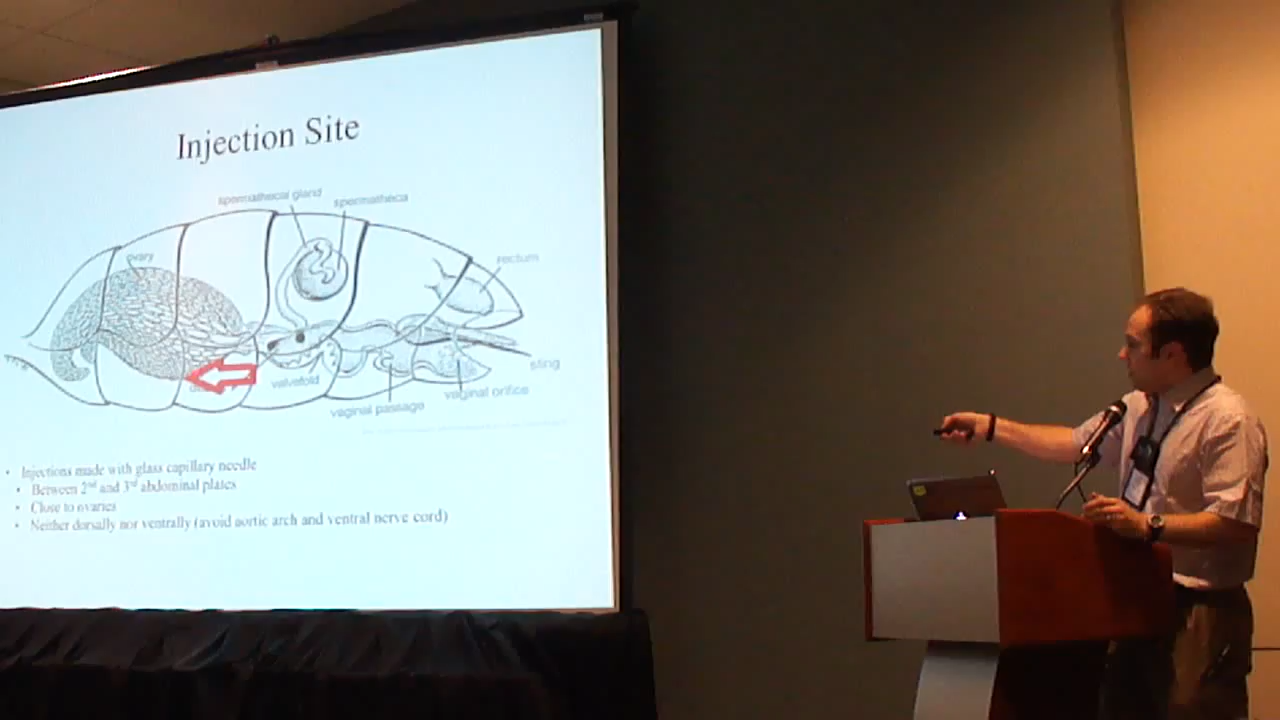 Injection Site
spermathecal gland
spermatheca
ovary
rectum
sting
valvefold
vaginal orifice
vaginal passage
• Injections made with glass capillary needle
• Between 2nd and 3rd abdominal plates
• Close to ovaries
• Neither dorsally nor ventrally (avoid aortic arch and ventral nerve cord)